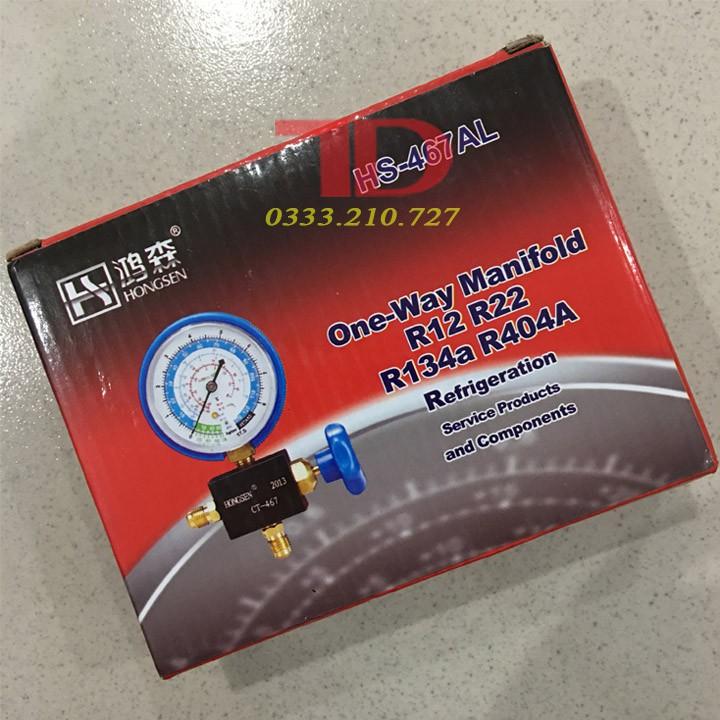 HS-467AL
TD
0333.210.727
鸿森®
HONGSEN
One-Way Manifold
R12 R22
R134a R404A
Refrigeration
Service Products
and Components
HONGSEN® 2013
CT-467